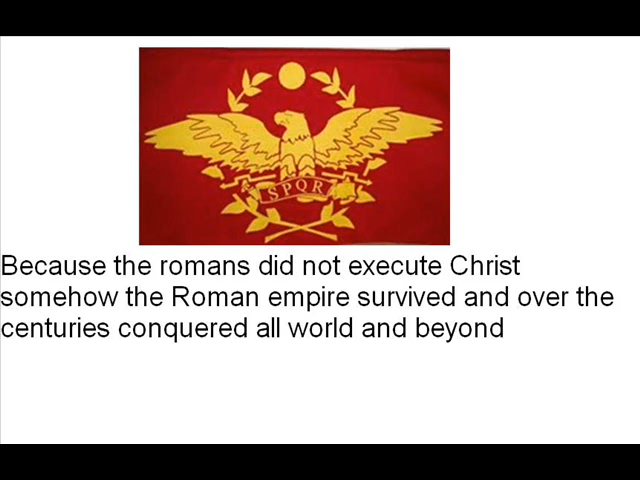 SPQR
Because the romans did not execute Christ
somehow the Roman empire survived and over the
centuries conquered all world and beyond